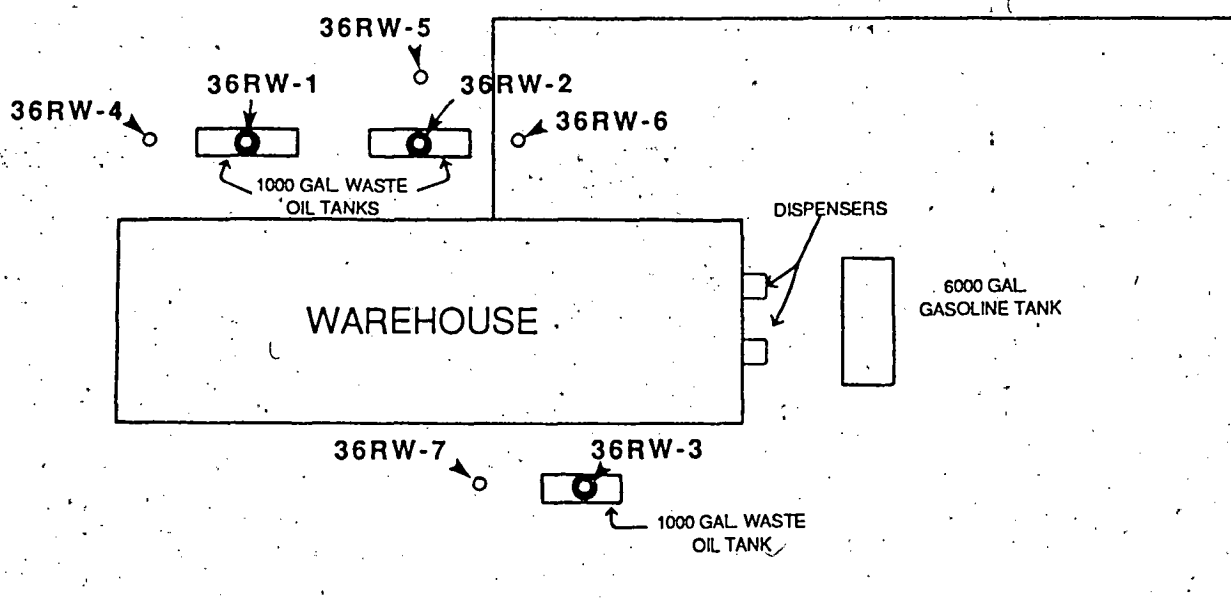 36RW-5
36RW-1
36RW-2
36RW-4
36RW-6
1000 GAL. WASTE
OIL TANKS
DISPENSERS
6000 GAL.
GASOLINE TANK
WAREHOUSE
36RW-7
36RW-3
1000 GAL. WASTE
OIL TANK